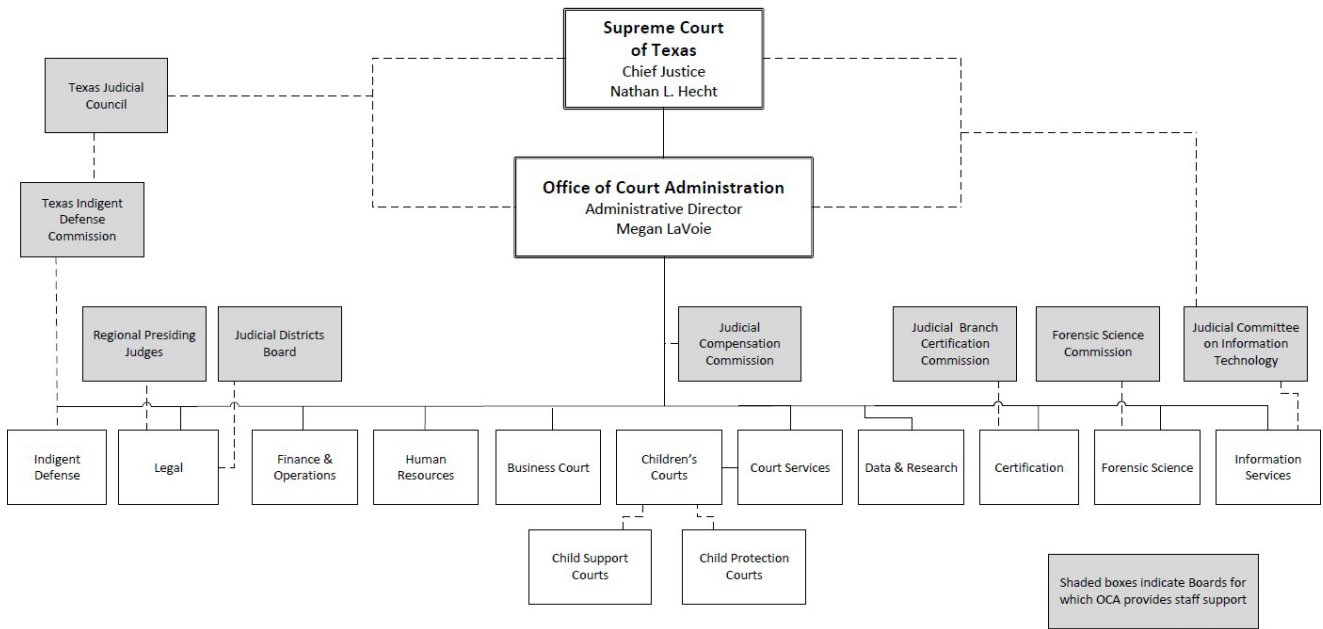 Supreme Court
of Texas
Chief Justice
Nathan L. Hecht
Texas Judicial
Council
Office of Court Administration
Administrative Director
Megan LaVoie
Texas Indigent
Defense
Commission
Regional Presiding
Judges
Judicial Districts
Board
Judicial
Compensation
Commission
Judicial Branch
Certification
Commission
Forensic Science
Commission
Judicial Committee
on Information
Technology
Indigent
Defense
Legal
Finance &
Operations
Human
Resources
Business Court
Children's
Courts
Court Services
Data & Research
Certification
Forensic Science
Information
Services
Child Support
Courts
Child Protection
Courts
Shaded boxes indicate Boards for
which OCA provides staff support